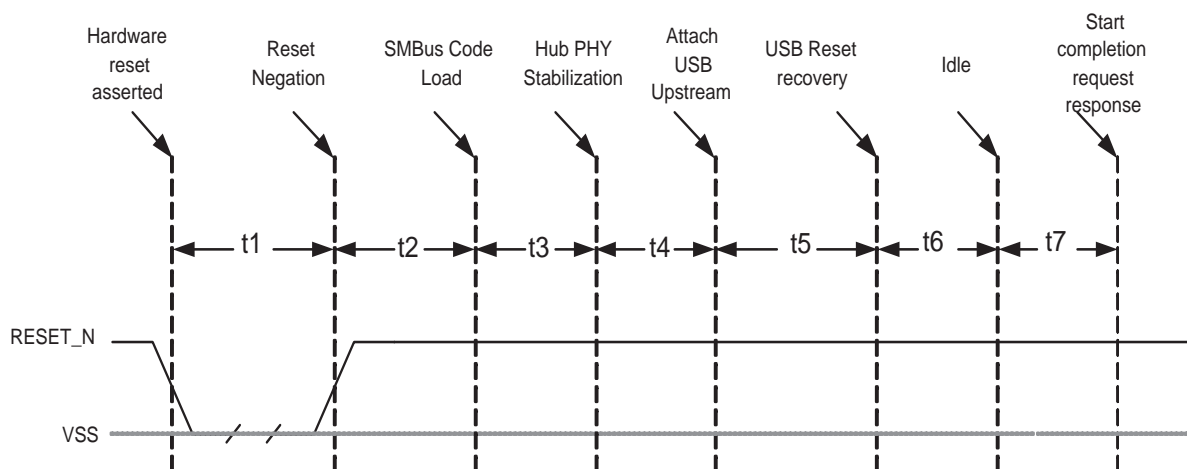 Hardware
reset
asserted
Reset
Negation
SMBus Code
Load
Hub PHY
Stabilization
Attach
USB
Upstream
USB Reset
recovery
Idle
Start
completion
request
response
t1
t2
t3
t4
t5
t6
t7
RESET_N
VSS